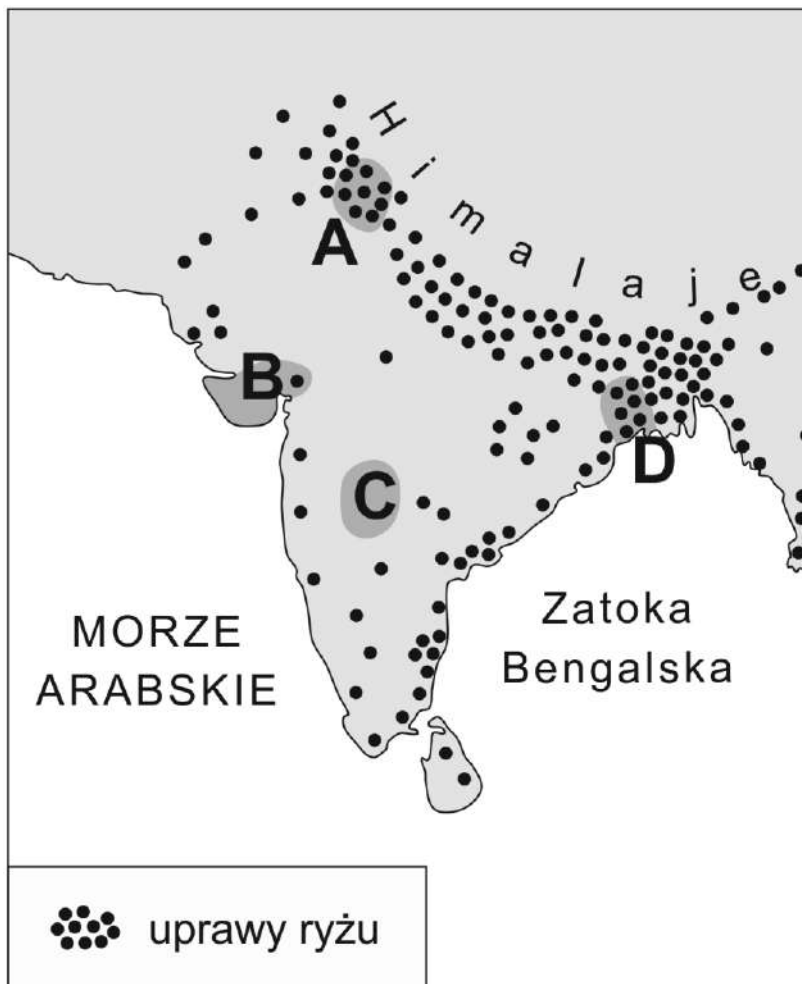 Himalaje
A
B
C
D
MORZE
ARABSKIE
Zatoka
Bengalska
uprawy ryżu